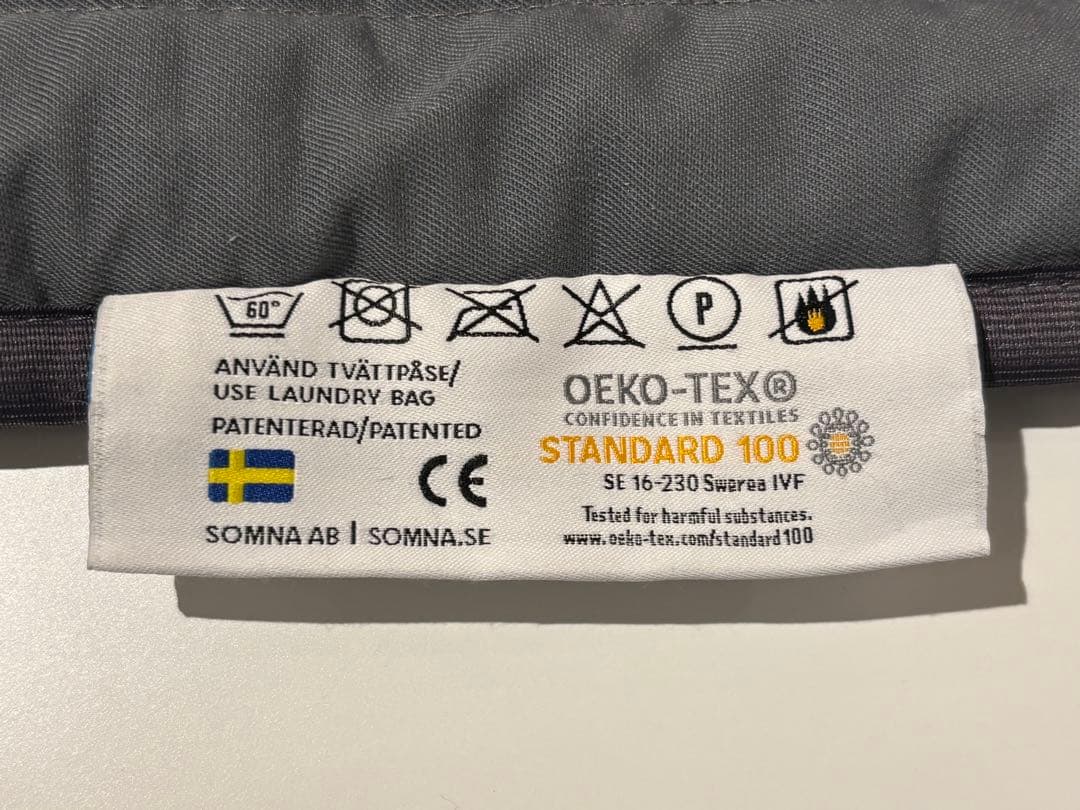 60°
P
ANVÄND TVÄTTPÅSE/
USE LAUNDRY BAG
PATENTERAD/PATENTED
CE
SOMNA AB | SOMNA.SE
OEKO-TEX®
CONFIDENCE IN TEXTILES
STANDARD 100
SE 16-230 Swerea IVF
Tested for harmful substances.
www.oeko-tex.com/standard100